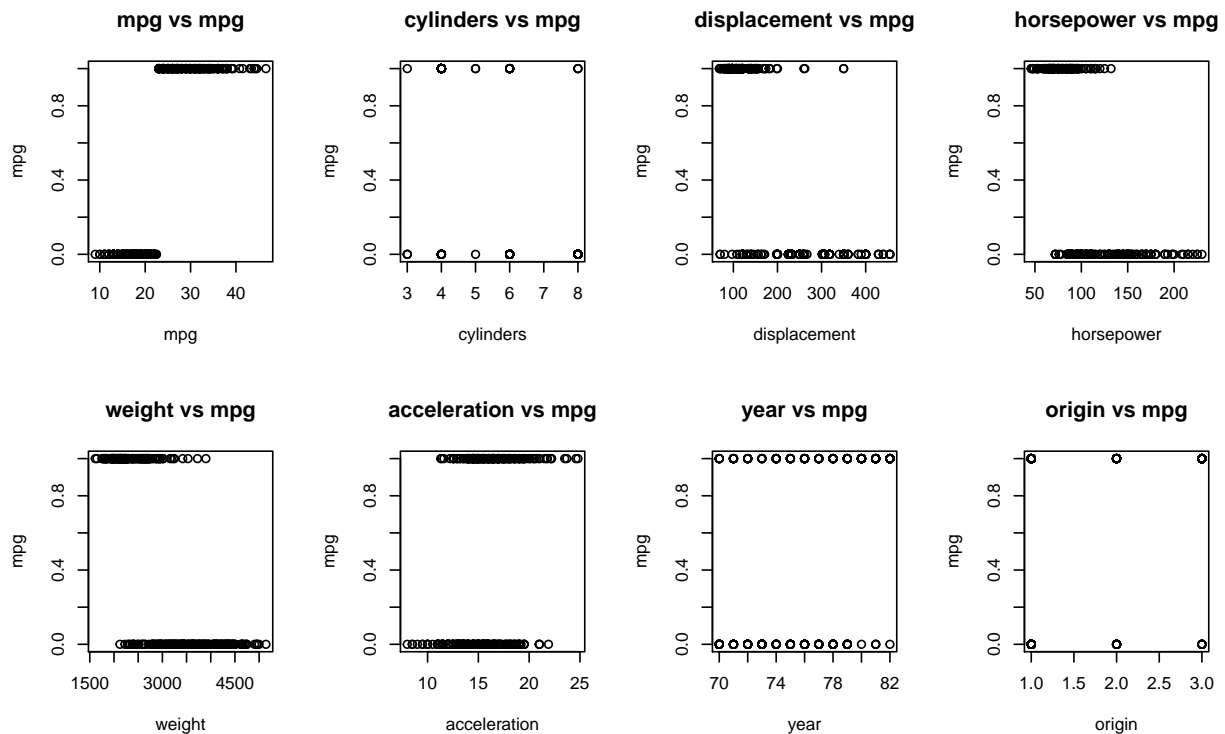 mpg vs mpg
cylinders vs mpg
displacement vs mpg
horsepower vs mpg
mpg
0.0 0.4 0.8
10 20 30 40
mpg
mpg
0.0 0.4 0.8
3 4 5 6 7 8
cylinders
mpg
0.0 0.4 0.8
100 200 300 400
displacement
mpg
0.0 0.4 0.8
50 100 150 200
horsepower
weight vs mpg
acceleration vs mpg
year vs mpg
origin vs mpg
mpg
0.0 0.4 0.8
1500 3000 4500
weight
mpg
0.0 0.4 0.8
10 15 20 25
acceleration
mpg
0.0 0.4 0.8
70 74 78 82
year
mpg
0.0 0.4 0.8
1.0 1.5 2.0 2.5 3.0
origin